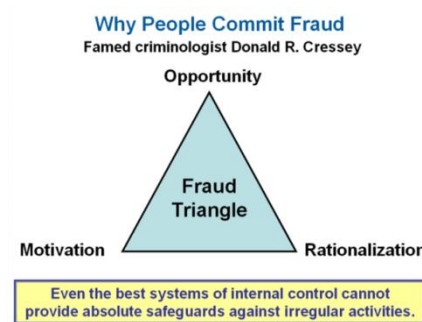 Why People Commit Fraud
Famed criminologist Donald R. Cressey
Opportunity
Fraud
Triangle
Motivation
Rationalization
Even the best systems of internal control cannot
provide absolute safeguards against irregular activities.